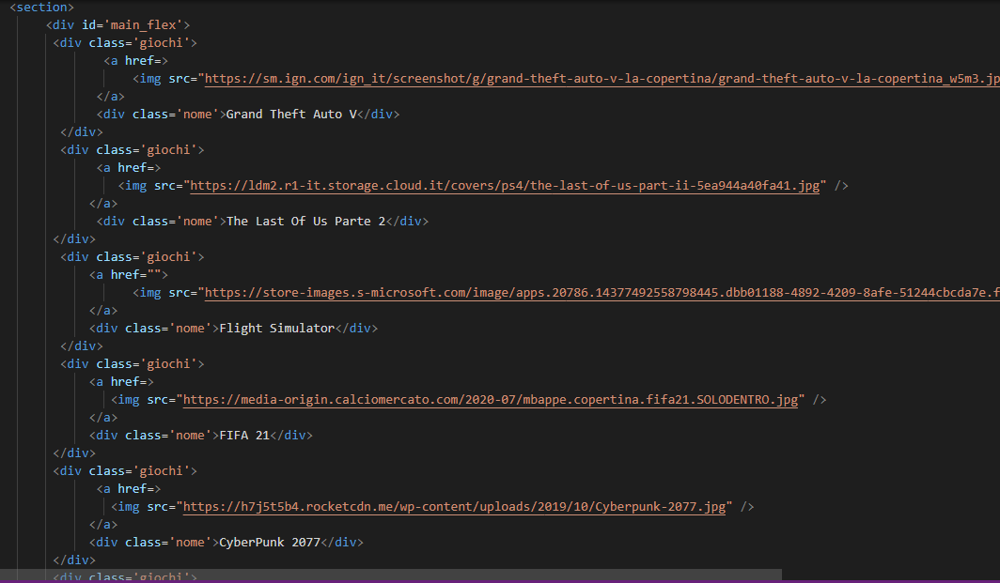 <section>
<div id='main_flex'>
<div class='giochi'>
<a href=>
<img src="https://sm.ign.com/ign_it/screenshot/g/grand-theft-auto-v-la-copertina/grand-theft-auto-v-la-copertina_w5m3.jp
</a>
<div class='nome'>Grand Theft Auto V</div>
</div>
<div class='giochi'>
<a href=>
<img src="https://ldm2.r1-it.storage.cloud.it/covers/ps4/the-last-of-us-part-ii-5ea944a40fa41.jpg" />
</a>
<div class='nome'>The Last Of Us Parte 2</div>
</div>
<div class='giochi'>
<a href="">
<img src="https://store-images.s-microsoft.com/image/apps.20786.14377492558798445.dbb01188-4892-4209-8afe-51244cbcda7e.f
</a>
<div class='nome'>Flight Simulator</div>
</div>
<div class='giochi'>
<a href=>
<img src="https://media-origin.calciomercato.com/2020-07/mbappe.copertina.fifa21.SOLODENTRO.jpg" />
</a>
<div class='nome'>FIFA 21</div>
</div>
<div class='giochi'>
<a href=>
<img src="https://h7j5t5b4.rocketcdn.me/wp-content/uploads/2019/10/Cyberpunk-2077.jpg" />
</a>
<div class='nome'>CyberPunk 2077</div>
</div>
<div class='giochi'>